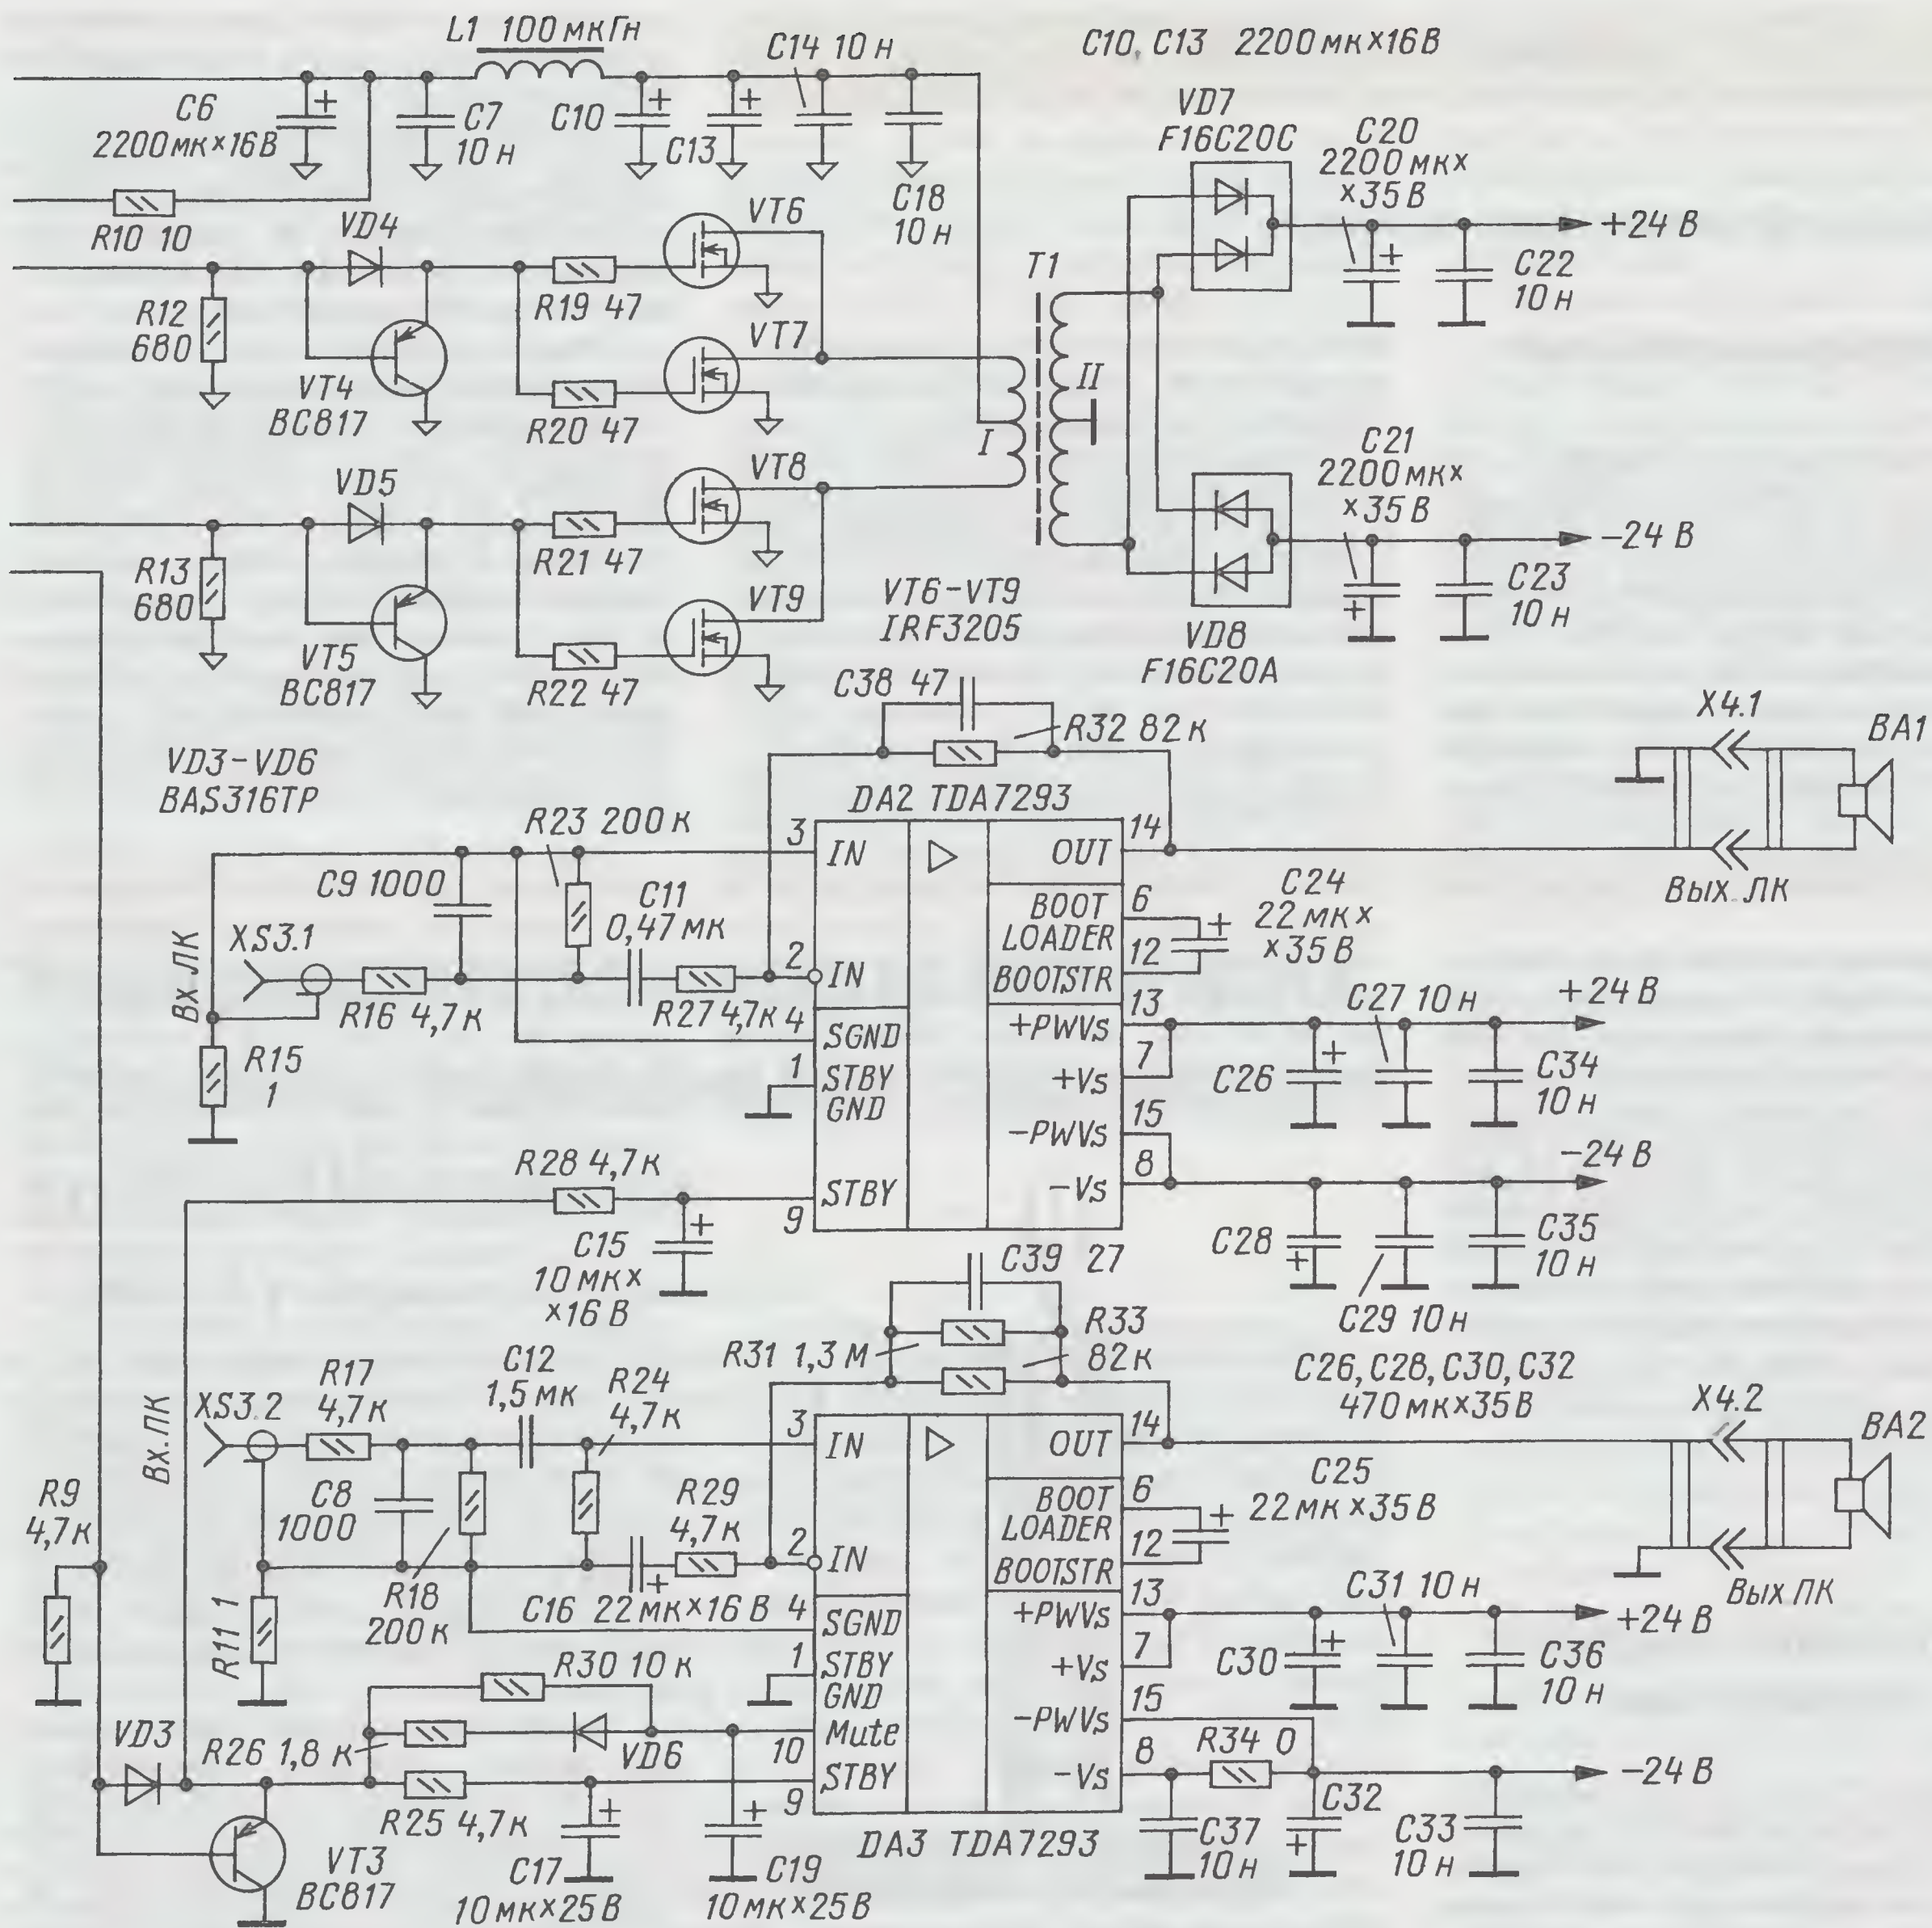 L1 100 мкГн
C14 10 н
C10, C13 2200 мк×16 В
C6
2200 мк×16 В
C7
10 н
C10
C13
C18
10 н
VD7
F16C20C
C20
2200 мк×
×35 В
+24 В
C22
10 н
R10 10
VD4
VT6
R12
680
R19 47
VT7
VT4
BC817
R20 47
T1
I
II
C21
2200 мк×
×35 В
-24 В
C23
10 н
VD5
VT8
R13
680
R21 47
VT9
VT5
BC817
R22 47
VT6-VT9
IRF3205
VD8
F16C20A
VD3-VD6
BAS316TP
C38 47
R32 82 к
X4.1
BA1
Вых. ЛК
DA2 TDA7293
R23 200 к
C9 1000
C11
0,47 мк
Вх. ЛК
XS3.1
R16 4,7 к
R27 4,7 к
R15
1
3
IN
2
IN
4
SGND
1
STBY
GND
STBY
9
14
OUT
6
BOOT
LOADER
12
BOOTSTR
13
+PWVs
7
+Vs
15
-PWVs
8
-Vs
C24
22 мк×
×35 В
C27 10 н
+24 В
C26
C34
10 н
-24 В
C28
C35
10 н
C29 10 н
C26, C28, C30, C32
470 мк×35 В
R28 4,7 к
C15
10 мк×
×16 В
C39 27
R31 1,3 М
R33
82 к
Вх. ПК
XS3.2
R17
4,7 к
C12
1,5 мк
R24
4,7 к
C8
1000
R29
4,7 к
R9
4,7 к
R11 1
R18
200 к
C16 22 мк×16 В
R30 10 к
VD3
R26 1,8 к
VD6
R25 4,7 к
VT3
BC817
C17
10 мк×25 В
C19
10 мк×25 В
3
IN
2
IN
4
SGND
1
STBY
GND
Mute
10
STBY
9
DA3 TDA7293
14
OUT
6
BOOT
LOADER
12
BOOTSTR
13
+PWVs
7
+Vs
15
-PWVs
8
-Vs
C25
22 мк×35 В
X4.2
BA2
Вых. ПК
C31 10 н
+24 В
C30
C36
10 н
R34 0
-24 В
C32
C37
10 н
C33
10 н